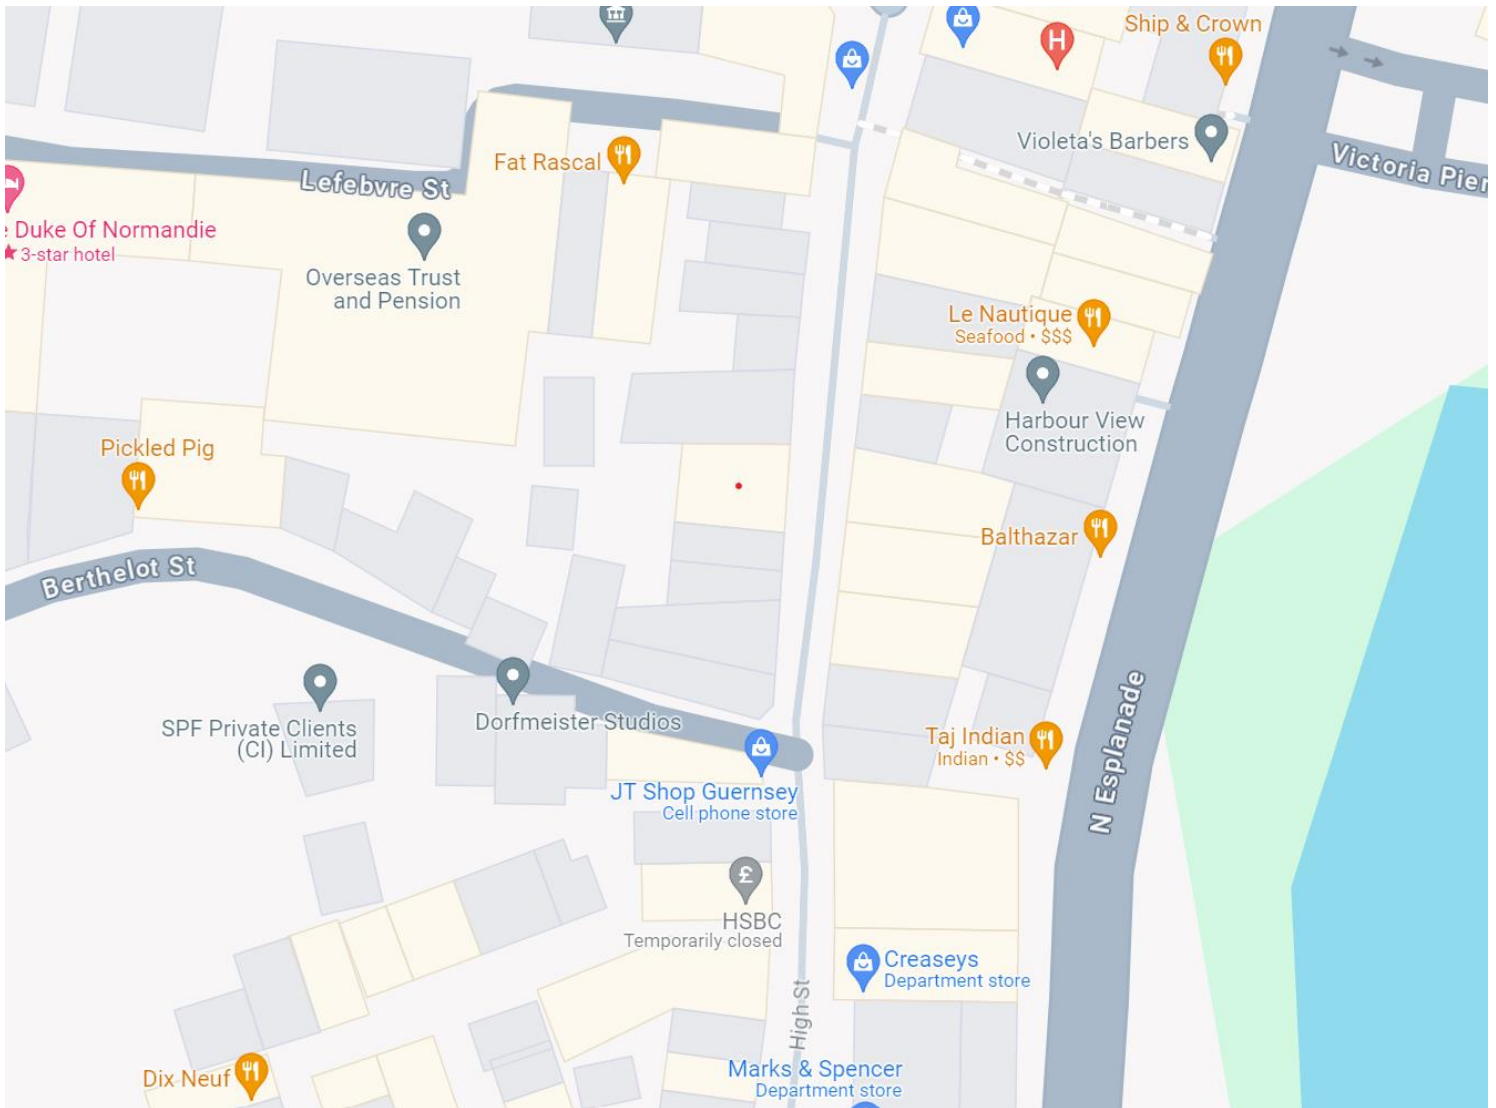 Ship & Crown
H
Violeta's Barbers
Victoria Pier
Fat Rascal
Lefebvre St
e Duke Of Normandie
3-star hotel
Overseas Trust
and Pension
Le Nautique
Seafood • $$$
Harbour View
Construction
Pickled Pig
Balthazar
Berthelot St
SPF Private Clients
(CI) Limited
Dorfmeister Studios
Taj Indian
Indian • $$
N Esplanade
JT Shop Guernsey
Cell phone store
£
HSBC
Temporarily closed
Creaseys
Department store
High St
Marks & Spencer
Department store
Dix Neuf